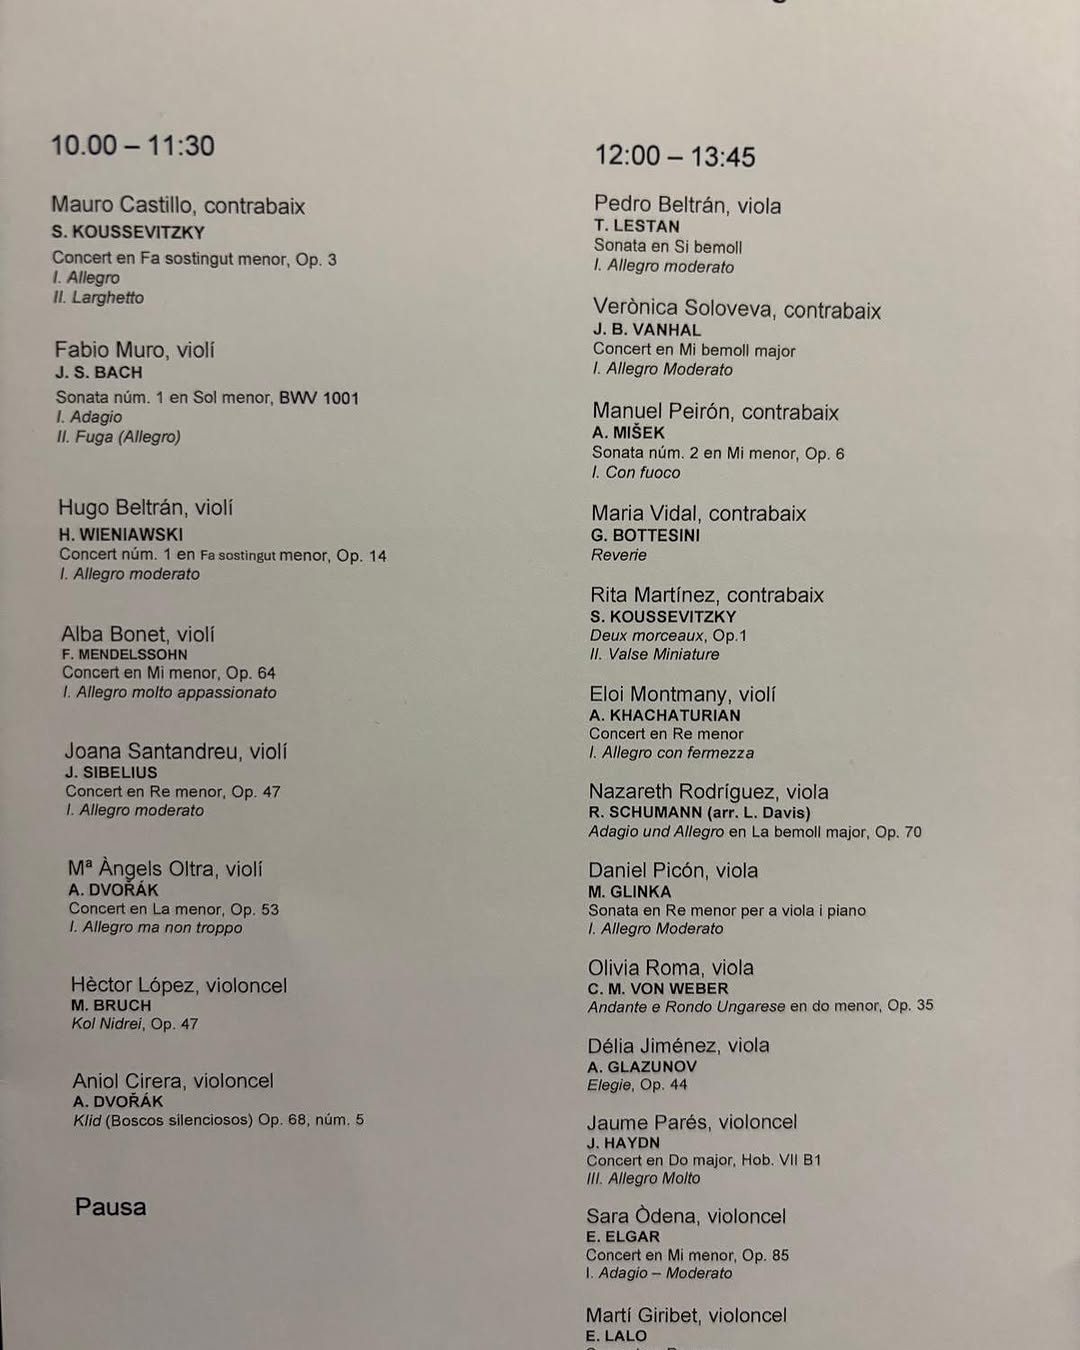 10.00 – 11:30
Mauro Castillo, contrabaix
S. KOUSSEVITZKY
Concert en Fa sostingut menor, Op. 3
I. Allegro
II. Larghetto
Fabio Muro, violí
J. S. BACH
Sonata núm. 1 en Sol menor, BWV 1001
I. Adagio
II. Fuga (Allegro)
Hugo Beltrán, violí
H. WIENIAWSKI
Concert núm. 1 en Fa sostingut menor, Op. 14
I. Allegro moderato
Alba Bonet, violí
F. MENDELSSOHN
Concert en Mi menor, Op. 64
I. Allegro molto appassionato
Joana Santandreu, violí
J. SIBELIUS
Concert en Re menor, Op. 47
I. Allegro moderato
Mª Àngels Oltra, violí
A. DVOŘÁK
Concert en La menor, Op. 53
I. Allegro ma non troppo
Hèctor López, violoncel
M. BRUCH
Kol Nidrei, Op. 47
Aniol Cirera, violoncel
A. DVOŘÁK
Klid (Boscos silenciosos) Op. 68, núm. 5
Pausa
12:00 – 13:45
Pedro Beltrán, viola
T. LESTAN
Sonata en Si bemoll
I. Allegro moderato
Verònica Soloveva, contrabaix
J. B. VANHAL
Concert en Mi bemoll major
I. Allegro Moderato
Manuel Peirón, contrabaix
A. MIŠEK
Sonata núm. 2 en Mi menor, Op. 6
I. Con fuoco
Maria Vidal, contrabaix
G. BOTTESINI
Reverie
Rita Martínez, contrabaix
S. KOUSSEVITZKY
Deux morceaux, Op.1
II. Valse Miniature
Eloi Montmany, violí
A. KHACHATURIAN
Concert en Re menor
I. Allegro con fermezza
Nazareth Rodríguez, viola
R. SCHUMANN (arr. L. Davis)
Adagio und Allegro en La bemoll major, Op. 70
Daniel Picón, viola
M. GLINKA
Sonata en Re menor per a viola i piano
I. Allegro Moderato
Olivia Roma, viola
C. M. VON WEBER
Andante e Rondo Ungarese en do menor, Op. 35
Délia Jiménez, viola
A. GLAZUNOV
Elegie, Op. 44
Jaume Parés, violoncel
J. HAYDN
Concert en Do major, Hob. VII B1
III. Allegro Molto
Sara Òdena, violoncel
E. ELGAR
Concert en Mi menor, Op. 85
I. Adagio – Moderato
Martí Giribet, violoncel
E. LALO